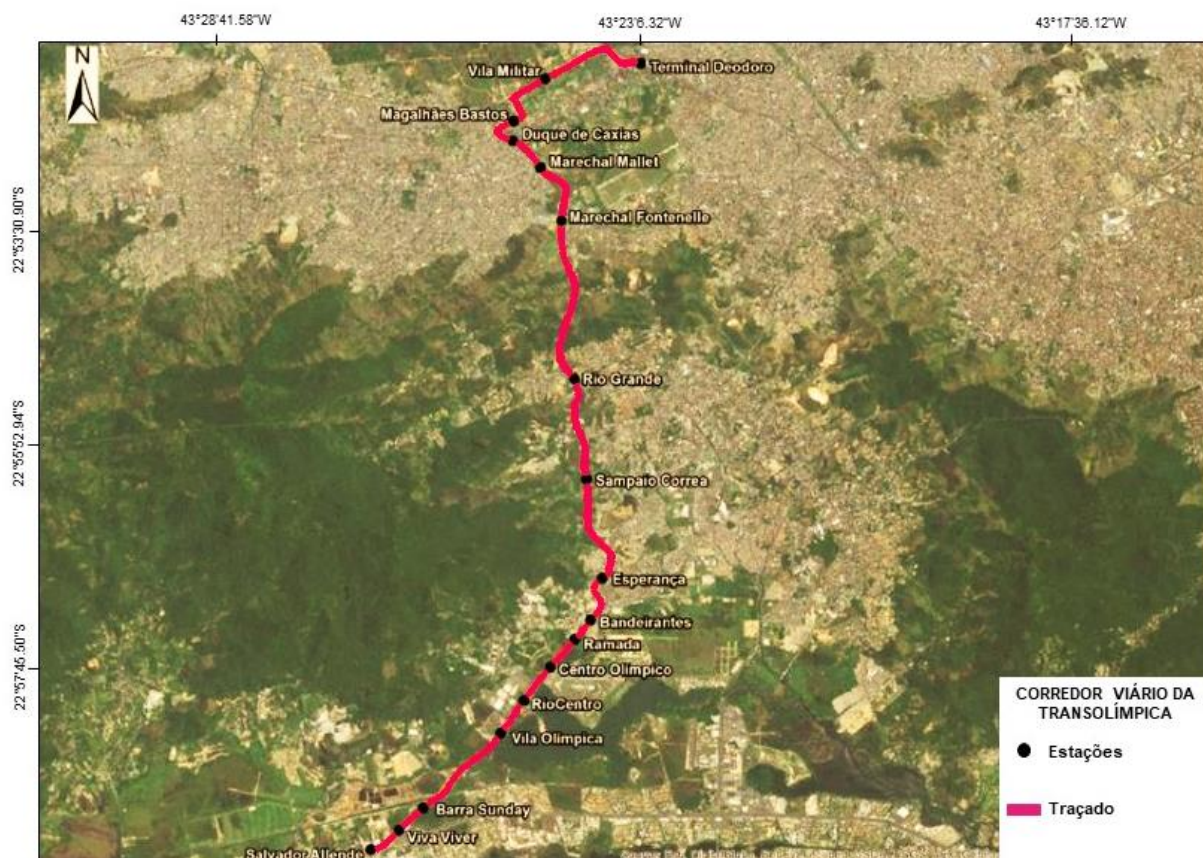 43°28'41.58"W
43°23'6.32"W
43°17'36.12"W
N
Vila Militar
Terminal Deodoro
Magalhães Bastos
Duque de Caxias
Marechal Mallet
Marechal Fontenelle
22°53'30.90"S
Rio Grande
22°55'52.94"S
Sampaio Correa
Esperança
Bandeirantes
Ramada
22°57'45.50"S
Centro Olímpico
RioCentro
Vila Olímpica
Barra Sunday
Viva Viver
Salvador Allende
CORREDOR VIÁRIO DA
TRANSOLÍMPICA
Estações
Traçado